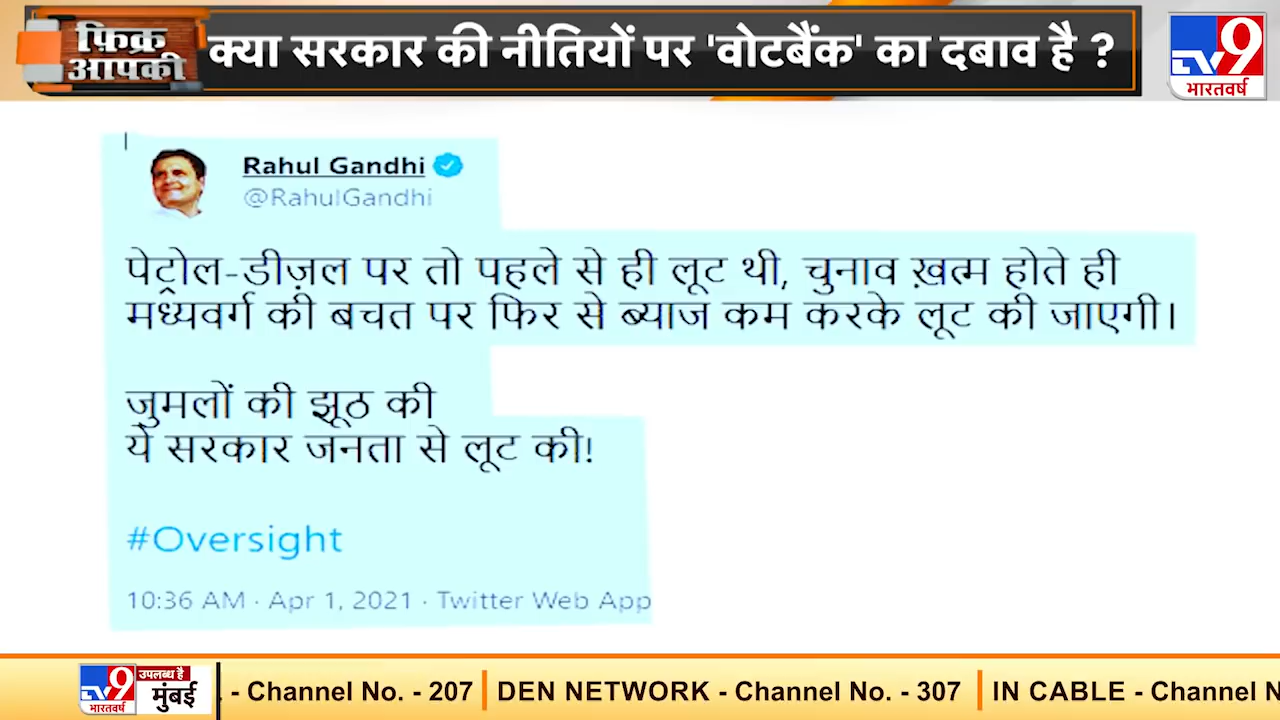 फ़िक्र
आपकी
क्या सरकार की नीतियों पर 'वोटबैंक' का दबाव है ?
TV9
भारतवर्ष
Rahul Gandhi
@RahulGandhi
पेट्रोल-डीज़ल पर तो पहले से ही लूट थी, चुनाव ख़त्म होते ही
मध्यवर्ग की बचत पर फिर से ब्याज कम करके लूट की जाएगी।
जुमलों की झूठ की
ये सरकार जनता से लूट की!
#Oversight
10:36 AM · Apr 1, 2021 · Twitter Web App
TV9
भारतवर्ष
उपलब्ध है
मुंबई
. - Channel No. - 207 | DEN NETWORK - Channel No. - 307 | IN CABLE - Channel N